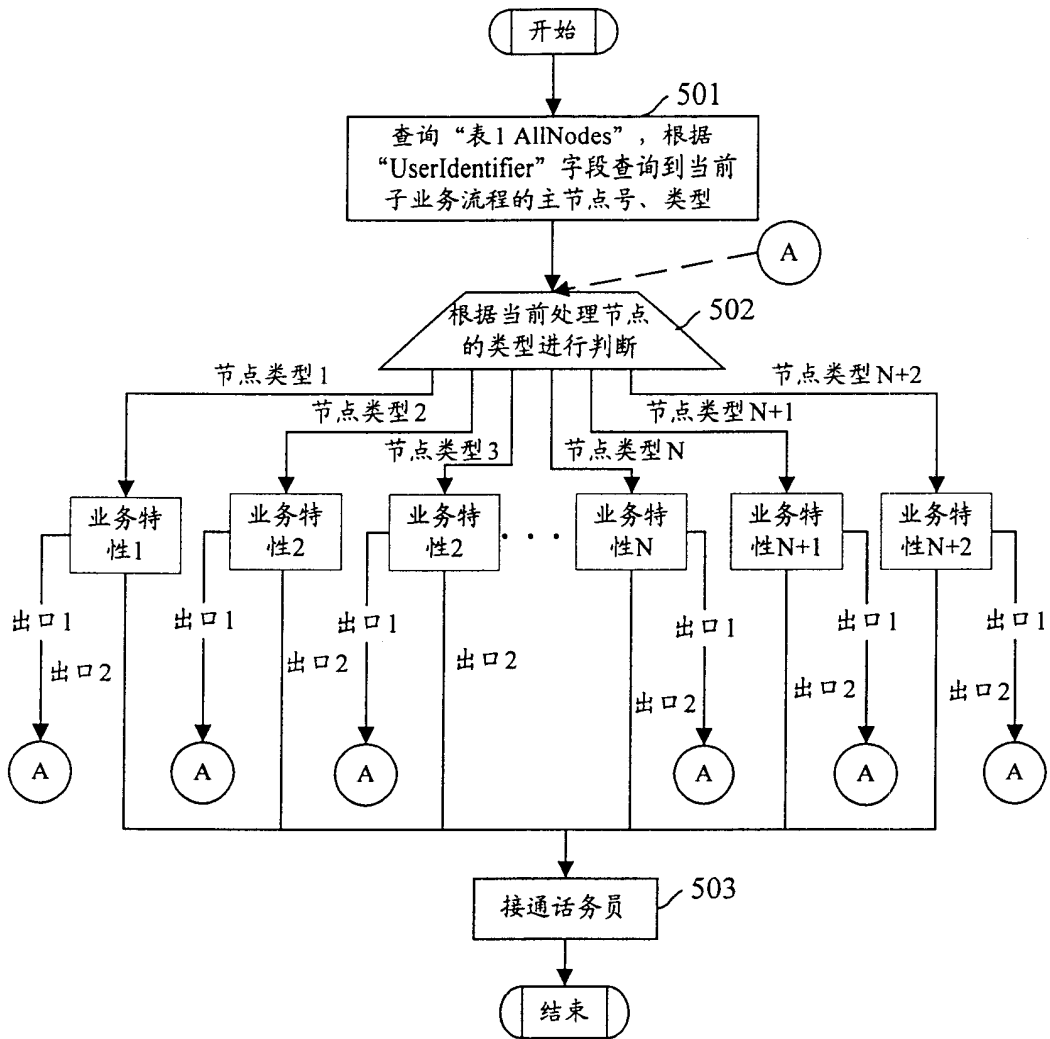 开始
501
查询“表1 AllNodes”，根据
“UserIdentifier”字段查询到当前
子业务流程的主节点号、类型
A
根据当前处理节点
的类型进行判断
502
节点类型1
节点类型2
节点类型3
节点类型N
节点类型N+1
节点类型N+2
业务特
性1
业务特
性2
业务特
性2
· · · ·
业务特
性N
业务特
性N+1
业务特
性N+2
出口1
出口1
出口1
出口1
出口1
出口1
出口2
出口2
出口2
出口2
出口2
出口2
A
A
A
A
A
A
接通话务员
503
结束